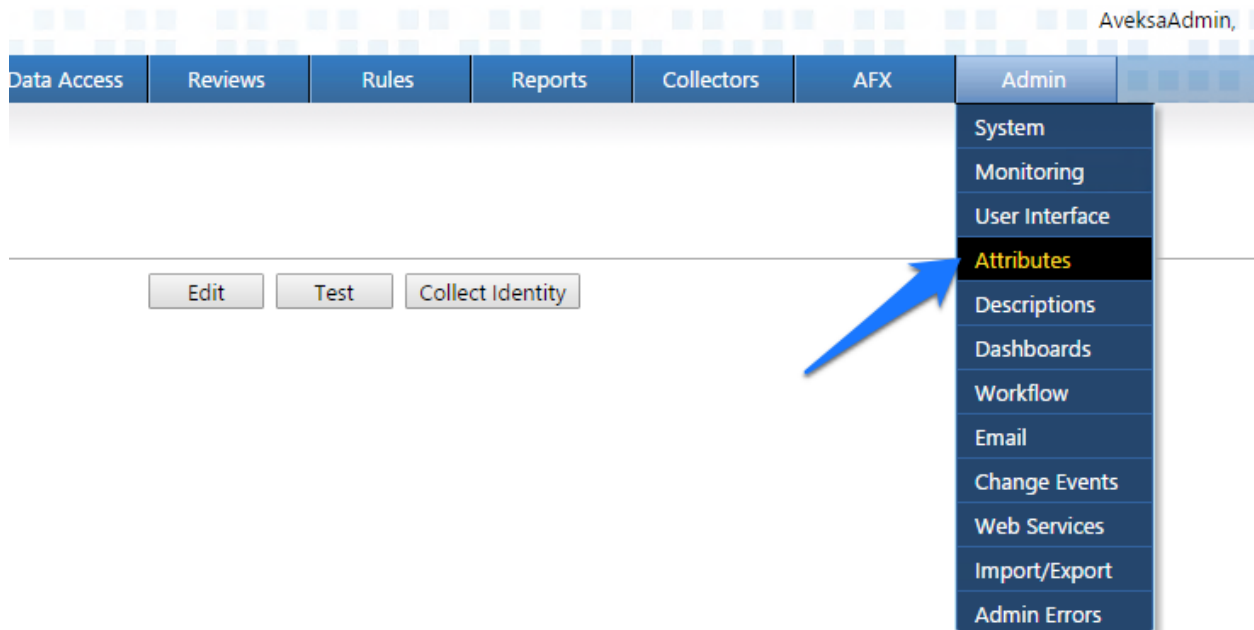 AveksaAdmin,
Data Access Reviews Rules Reports Collectors AFX Admin
System
Monitoring
User Interface
Attributes
Edit Test Collect Identity
Descriptions
Dashboards
Workflow
Email
Change Events
Web Services
Import/Export
Admin Errors